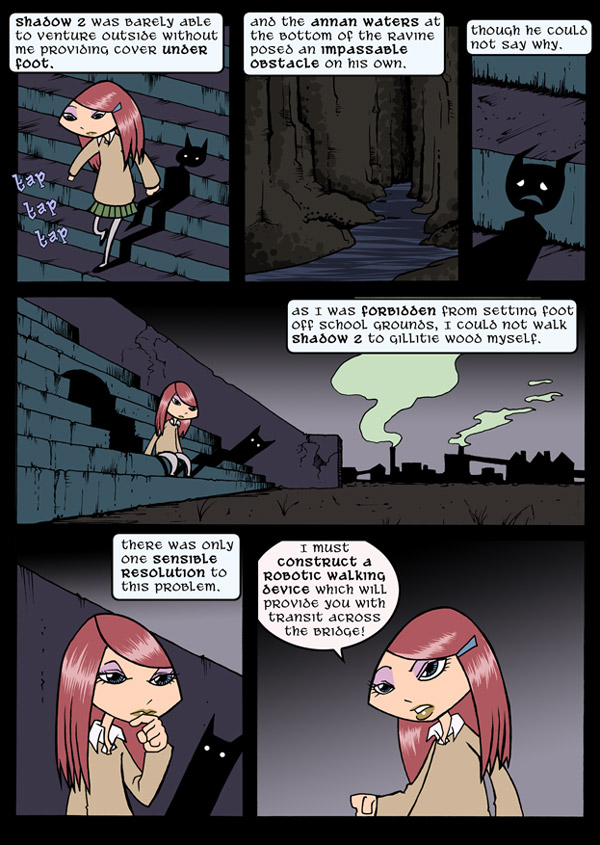 shadow 2 was barely able
to venture outside without
me providing cover under
foot.
tap
tap
tap
and the annan waters at
the bottom of the ravine
posed an impassable
obstacle on his own.
though he could
not say why.
as I was forbidden from setting foot
off school grounds, I could not walk
shadow 2 to gillitie wood myself.
there was only
one sensible
resolution to
this problem.
I must
construct a
robotic walking
device which will
provide you with
transit across
the bridge!